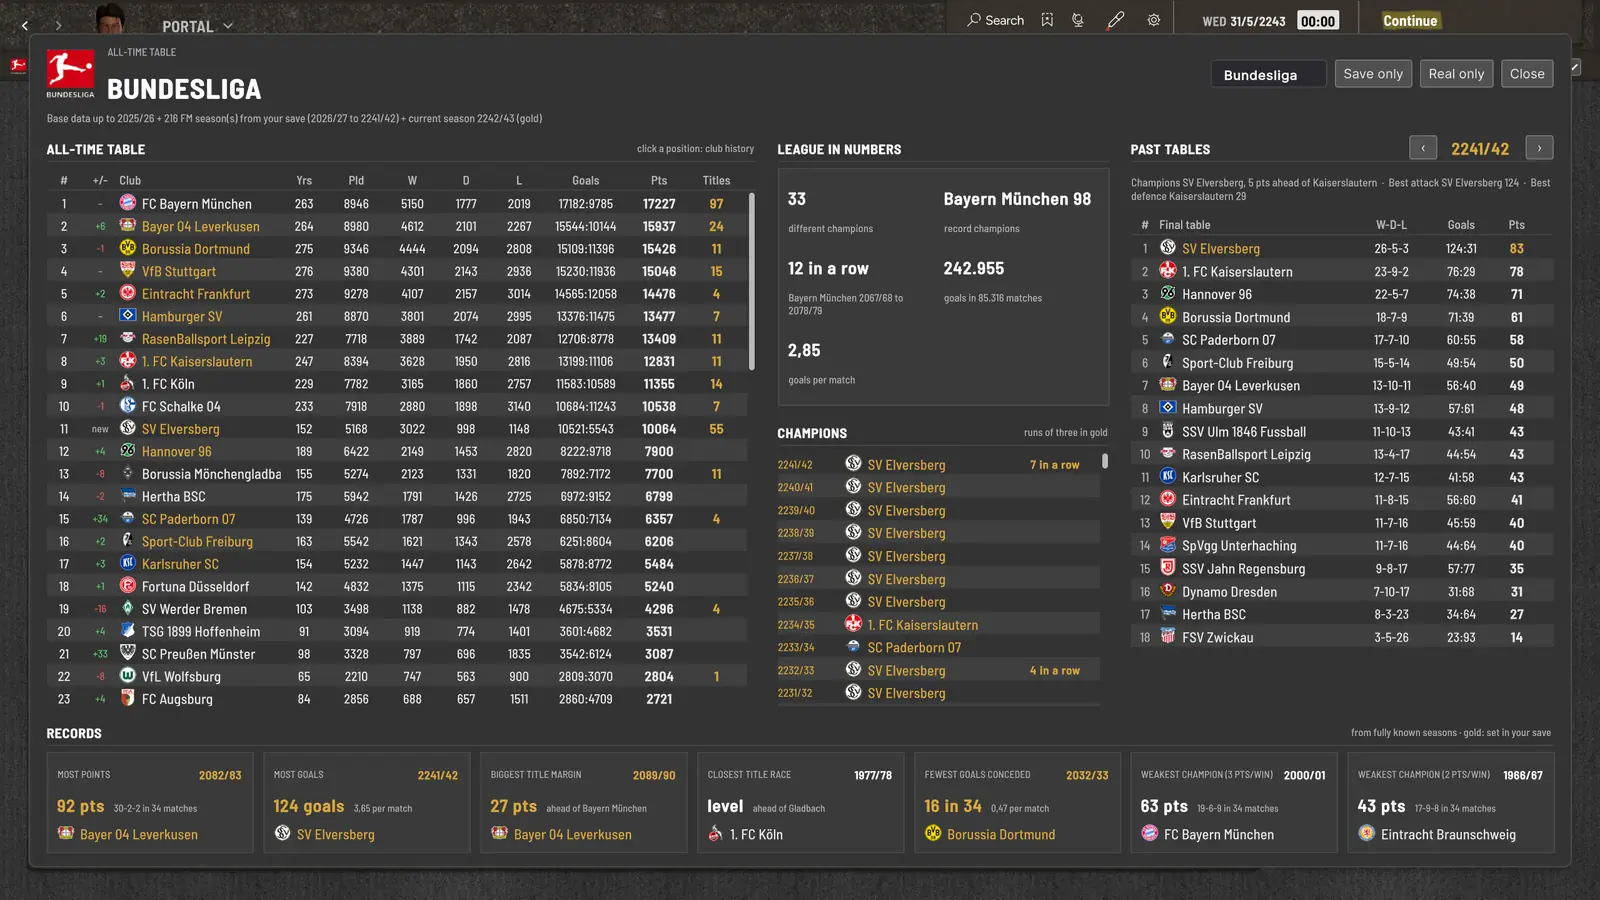 PORTAL
Search
WED 31/5/2243 00:00
Continue
ALL-TIME TABLE
BUNDESLIGA
BUNDESLIGA
Bundesliga
Save only
Real only
Close
Base data up to 2025/26 + 216 FM season(s) from your save (2026/27 to 2241/42) + current season 2242/43 (gold)
ALL-TIME TABLE
click a position: club history
# +/- Club Yrs Pld W D L Goals Pts Titles
1 - FC Bayern München 263 8946 5150 1777 2019 17182:9785 17227 97
2 +6 Bayer 04 Leverkusen 264 8980 4612 2101 2267 15544:10144 15937 24
3 -1 Borussia Dortmund 275 9346 4444 2094 2808 15109:11396 15426 11
4 - VfB Stuttgart 276 9380 4301 2143 2936 15230:11936 15046 15
5 +2 Eintracht Frankfurt 273 9278 4107 2157 3014 14565:12058 14476 4
6 - Hamburger SV 261 8870 3801 2074 2995 13376:11475 13477 7
7 +19 RasenBallsport Leipzig 227 7718 3889 1742 2087 12706:8778 13409 11
8 +3 1. FC Kaiserslautern 247 8394 3628 1950 2816 13199:11106 12831 11
9 +1 1. FC Köln 229 7782 3165 1860 2757 11583:10589 11355 14
10 -1 FC Schalke 04 233 7918 2880 1898 3140 10684:11243 10538 7
11 new SV Elversberg 152 5168 3022 998 1148 10521:5543 10064 55
12 +4 Hannover 96 189 6422 2149 1453 2820 8222:9718 7900
13 -8 Borussia Mönchengladba 155 5274 2123 1331 1820 7892:7172 7700 11
14 -2 Hertha BSC 175 5942 1791 1426 2725 6972:9152 6799
15 +34 SC Paderborn 07 139 4726 1787 996 1943 6850:7134 6357 4
16 +2 Sport-Club Freiburg 163 5542 1621 1343 2578 6251:8604 6206
17 +3 Karlsruher SC 154 5232 1447 1143 2642 5878:8772 5484
18 +1 Fortuna Düsseldorf 142 4832 1375 1115 2342 5834:8105 5240
19 -16 SV Werder Bremen 103 3498 1138 882 1478 4675:5334 4296 4
20 +4 TSG 1899 Hoffenheim 91 3094 919 774 1401 3601:4682 3531
21 +33 SC Preußen Münster 98 3328 797 696 1835 3542:6124 3087
22 -8 VfL Wolfsburg 65 2210 747 563 900 2809:3070 2804 1
23 +4 FC Augsburg 84 2856 688 657 1511 2860:4709 2721
LEAGUE IN NUMBERS
33
different champions
Bayern München 98
record champions
12 in a row
Bayern München 2067/68 to 2078/79
242.955
goals in 85.316 matches
2,85
goals per match
CHAMPIONS
runs of three in gold
2241/42 SV Elversberg 7 in a row
2240/41 SV Elversberg
2239/40 SV Elversberg
2238/39 SV Elversberg
2237/38 SV Elversberg
2236/37 SV Elversberg
2235/36 SV Elversberg
2234/35 1. FC Kaiserslautern
2233/34 SC Paderborn 07
2232/33 SV Elversberg 4 in a row
2231/32 SV Elversberg
PAST TABLES
‹ 2241/42 ›
Champions SV Elversberg, 5 pts ahead of Kaiserslautern · Best attack SV Elversberg 124 · Best
defence Kaiserslautern 29
# Final table W-D-L Goals Pts
1 SV Elversberg 26-5-3 124:31 83
2 1. FC Kaiserslautern 23-9-2 76:29 78
3 Hannover 96 22-5-7 74:38 71
4 Borussia Dortmund 18-7-9 71:39 61
5 SC Paderborn 07 17-7-10 60:55 58
6 Sport-Club Freiburg 15-5-14 49:54 50
7 Bayer 04 Leverkusen 13-10-11 56:40 49
8 Hamburger SV 13-9-12 57:61 48
9 SSV Ulm 1846 Fussball 11-10-13 43:41 43
10 RasenBallsport Leipzig 13-4-17 44:54 43
11 Karlsruher SC 12-7-15 41:58 43
12 Eintracht Frankfurt 11-8-15 56:60 41
13 VfB Stuttgart 11-7-16 45:59 40
14 SpVgg Unterhaching 11-7-16 44:64 40
15 SSV Jahn Regensburg 9-8-17 57:77 35
16 Dynamo Dresden 7-10-17 31:68 31
17 Hertha BSC 8-3-23 34:64 27
18 FSV Zwickau 3-5-26 23:93 14
RECORDS
from fully known seasons · gold: set in your save
MOST POINTS 2082/83
92 pts 30-2-2 in 34 matches
Bayer 04 Leverkusen
MOST GOALS 2241/42
124 goals 3,65 per match
SV Elversberg
BIGGEST TITLE MARGIN 2089/90
27 pts ahead of Bayern München
Bayer 04 Leverkusen
CLOSEST TITLE RACE 1977/78
level ahead of Gladbach
1. FC Köln
FEWEST GOALS CONCEDED 2032/33
16 in 34 0,47 per match
Borussia Dortmund
WEAKEST CHAMPION (3 PTS/WIN) 2000/01
63 pts 19-6-9 in 34 matches
FC Bayern München
WEAKEST CHAMPION (2 PTS/WIN) 1966/67
43 pts 17-9-8 in 34 matches
Eintracht Braunschweig